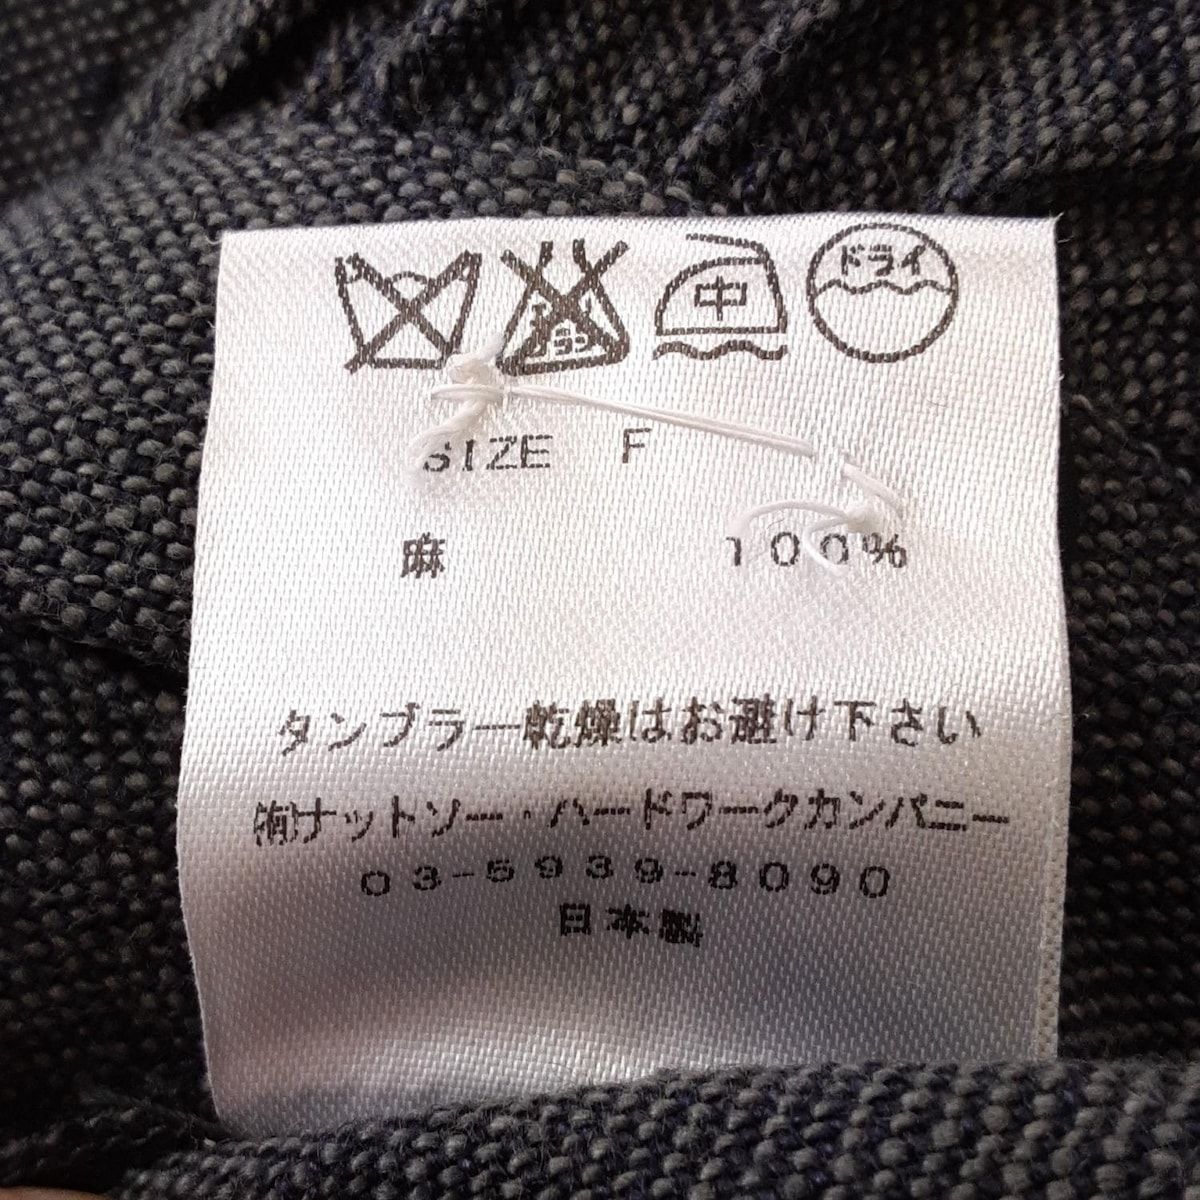 中 ドライ
SIZE F
麻 100%
タンブラー乾燥はお避け下さい
㈲ナットソー・ハードワークカンパニー
03-5939-8090
日本製